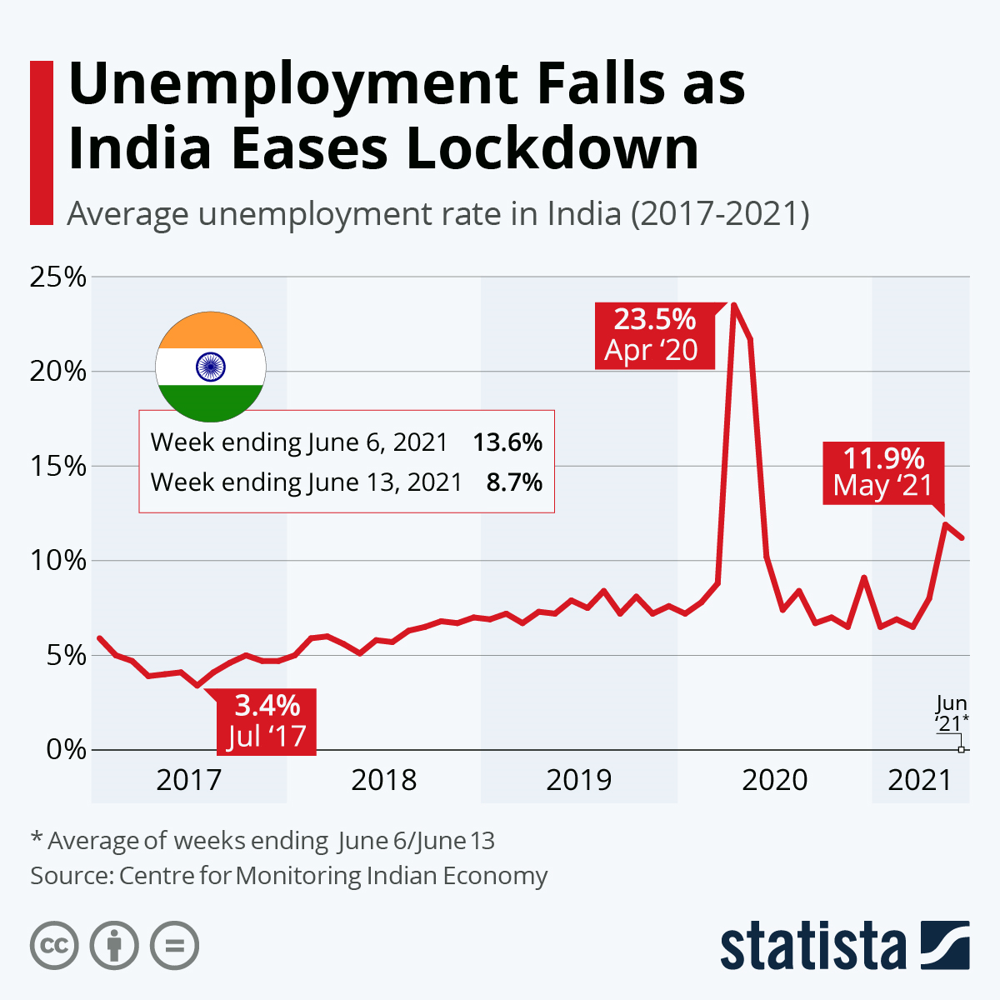 Unemployment Falls as
India Eases Lockdown
Average unemployment rate in India (2017-2021)
25%
20%
15%
10%
5%
0%
Week ending June 6, 2021 13.6%
Week ending June 13, 2021 8.7%
23.5%
Apr ‘20
11.9%
May ‘21
3.4%
Jul ‘17
Jun
‘21*
2017 2018 2019 2020 2021
* Average of weeks ending June 6/June 13
Source: Centre for Monitoring Indian Economy
cc
statista